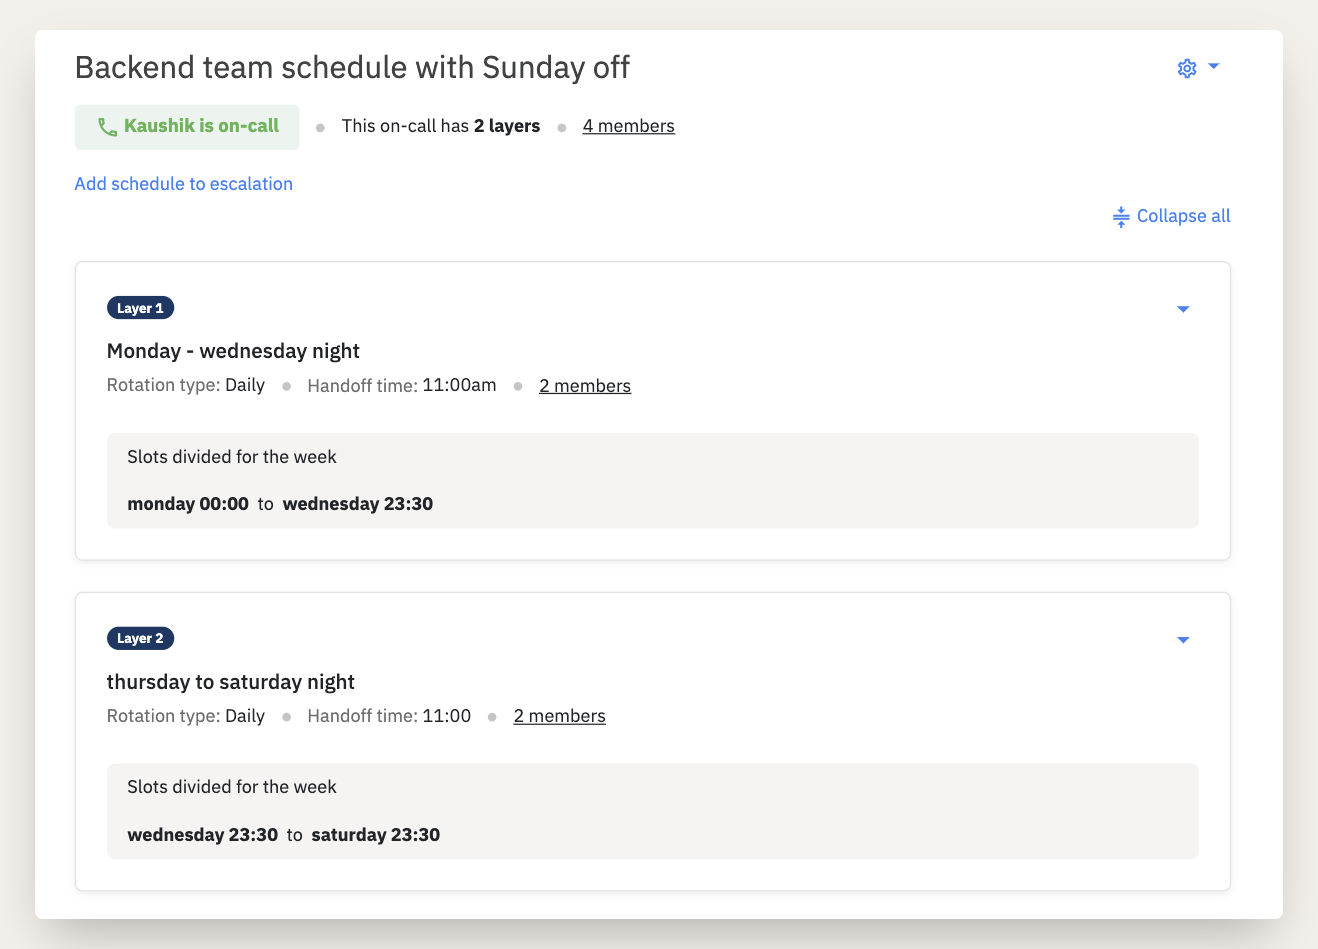 Backend team schedule with Sunday off
Kaushik is on-call This on-call has 2 layers 4 members
Add schedule to escalation
Collapse all
Layer 1
Monday - wednesday night
Rotation type: Daily Handoff time: 11:00am 2 members
Slots divided for the week
monday 00:00 to wednesday 23:30
Layer 2
thursday to saturday night
Rotation type: Daily Handoff time: 11:00 2 members
Slots divided for the week
wednesday 23:30 to saturday 23:30